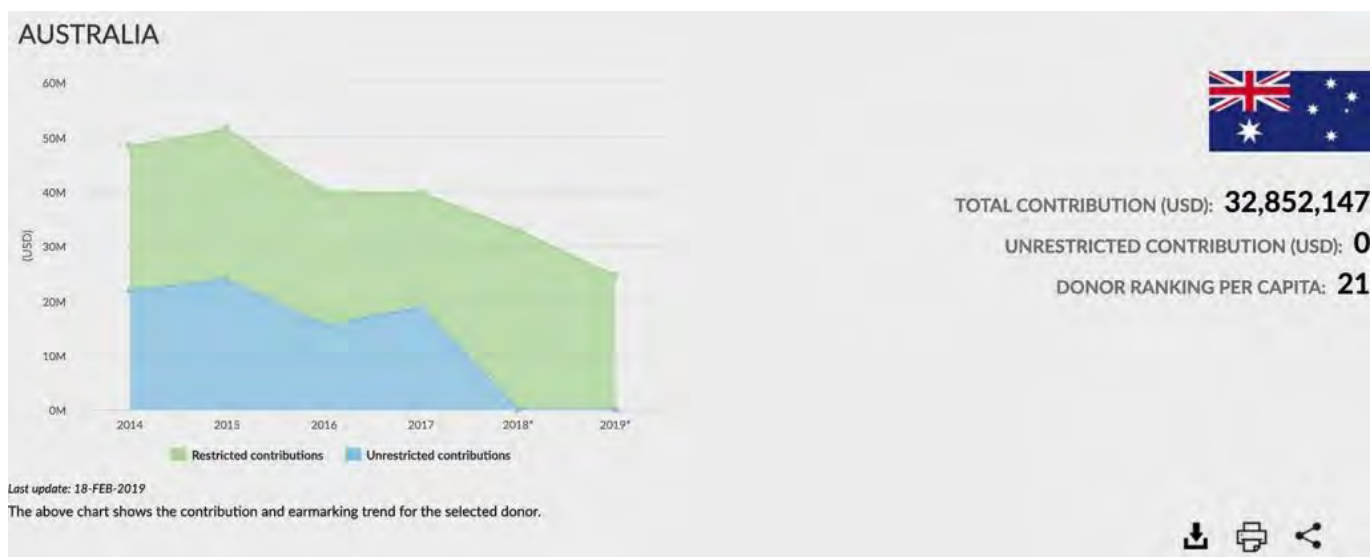 AUSTRALIA
60M
50M
40M
30M
20M
10M
0M
(USD)
2014 2015 2016 2017 2018* 2019*
Restricted contributions Unrestricted contributions
TOTAL CONTRIBUTION (USD): 32,852,147
UNRESTRICTED CONTRIBUTION (USD): 0
DONOR RANKING PER CAPITA: 21
Last update: 18-FEB-2019
The above chart shows the contribution and earmarking trend for the selected donor.